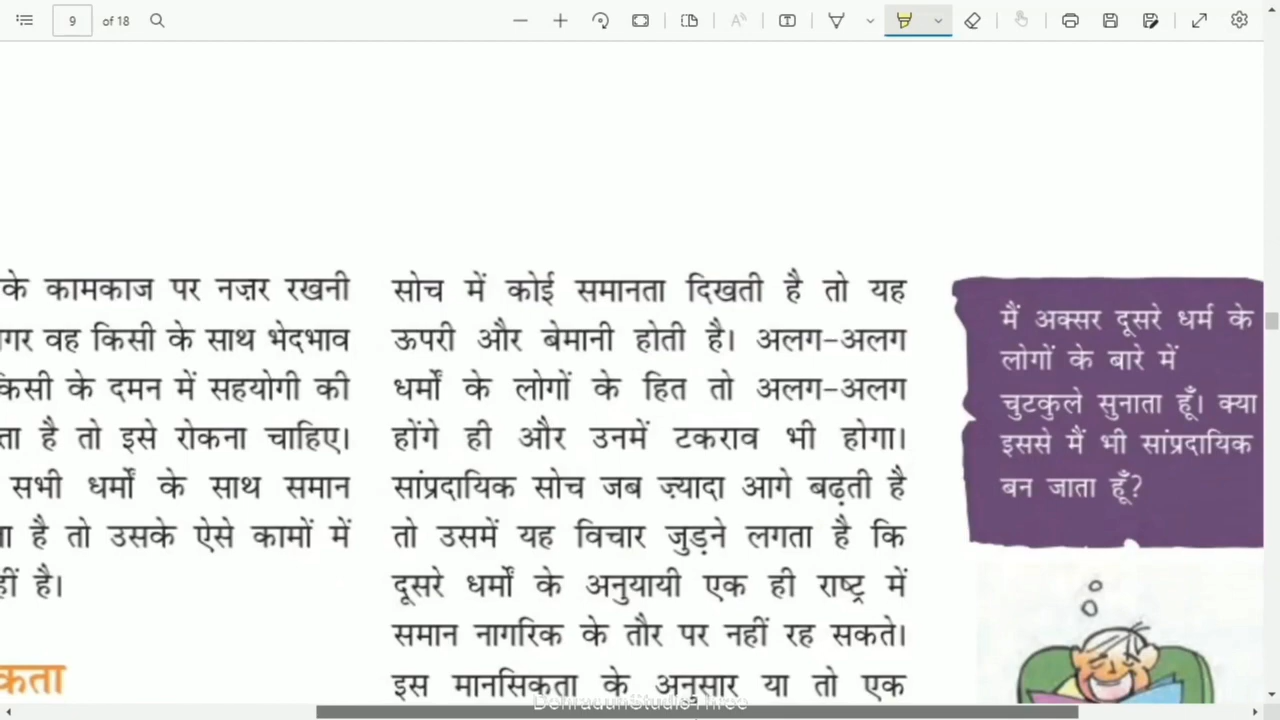 9 of 18
के कामकाज पर नज़र रखनी
वह किसी के साथ भेदभाव
किसी के दमन में सहयोगी की
है तो इसे रोकना चाहिए।
सभी धर्मों के साथ समान
है तो उसके ऐसे कामों में
है।
सोच में कोई समानता दिखती है तो यह
ऊपरी और बेमानी होती है। अलग-अलग
धर्मों के लोगों के हित तो अलग-अलग
होंगे ही और उनमें टकराव भी होगा।
सांप्रदायिक सोच जब ज्यादा आगे बढ़ती है
तो उसमें यह विचार जुड़ने लगता है कि
दूसरे धर्मों के अनुयायी एक ही राष्ट्र में
समान नागरिक के तौर पर नहीं रह सकते।
इस मानसिकता के अनुसार या तो एक
मैं अक्सर दूसरे धर्म के
लोगों के बारे में
चुटकुले सुनाता हूँ। क्या
इससे मैं भी सांप्रदायिक
बन जाता हूँ?